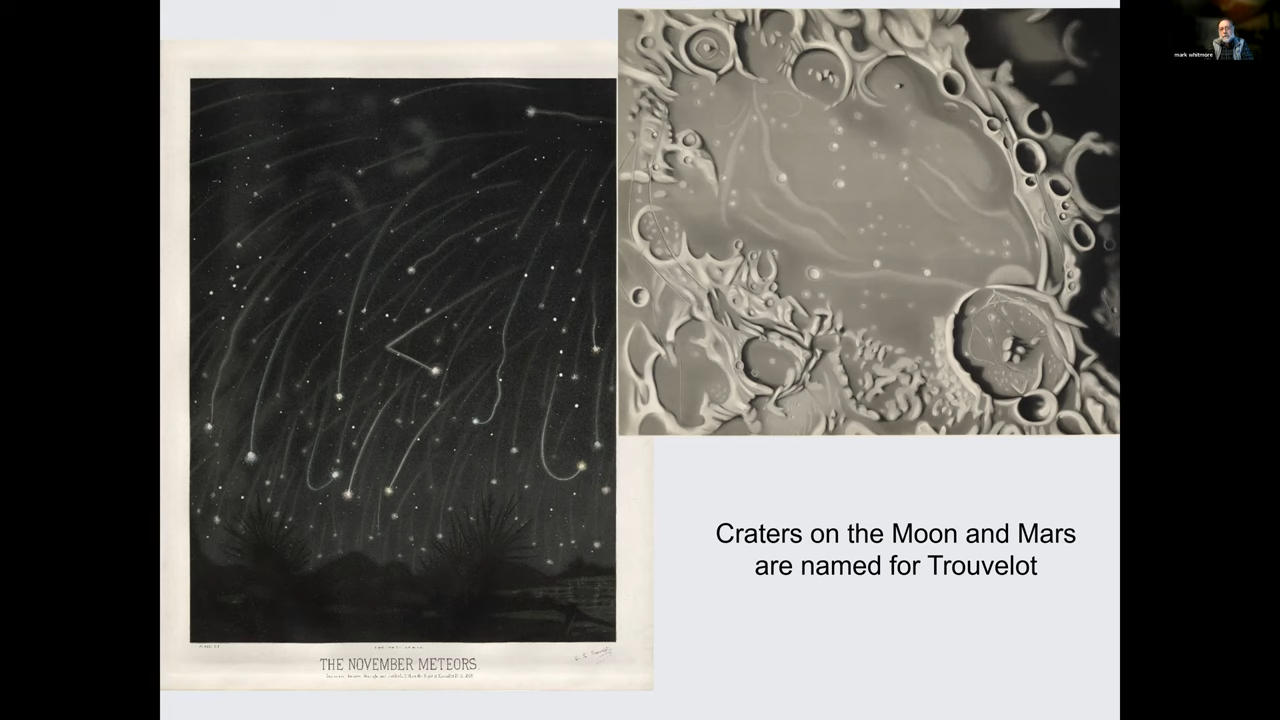 mark whitmore
Craters on the Moon and Mars
are named for Trouvelot
THE NOVEMBER METEORS.